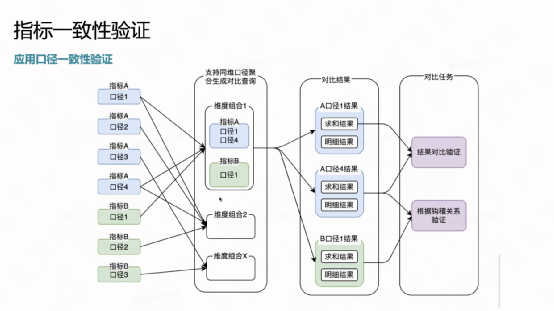 指标一致性验证
应用口径一致性验证
指标A
口径1
指标A
口径2
指标A
口径3
指标A
口径4
指标B
口径1
指标B
口径2
指标B
口径3
支持同维口径聚
合生成对比查询
维度组合1
指标A
口径1
口径4
指标B
口径1
维度组合2
维度组合X
对比结果
A口径1结果
求和结果
明细结果
A口径4结果
求和结果
明细结果
B口径1结果
求和结果
明细结果
对比任务
结果对比验证
根据钩稽关系
验证